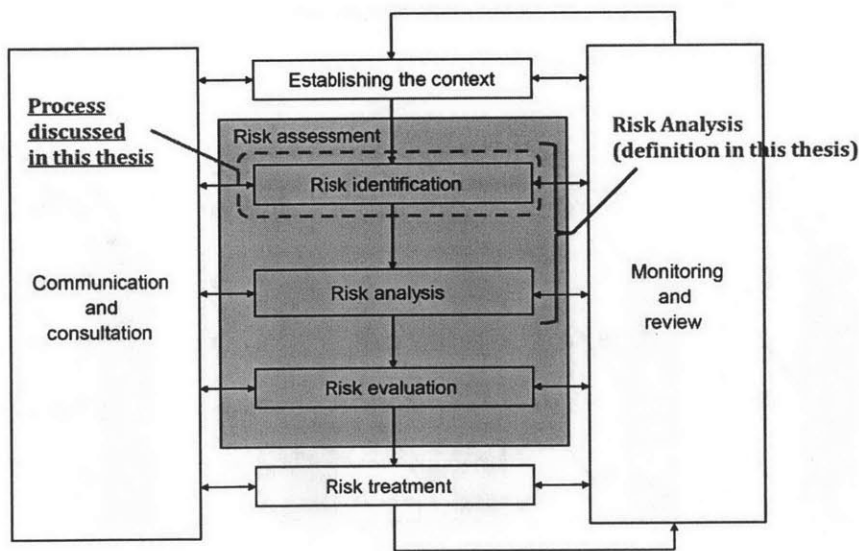 Establishing the context
Process
discussed
in this thesis
Risk assessment
Risk Analysis
(definition in this thesis)
Risk identification
Communication
and
consultation
Risk analysis
Monitoring
and
review
Risk evaluation
Risk treatment